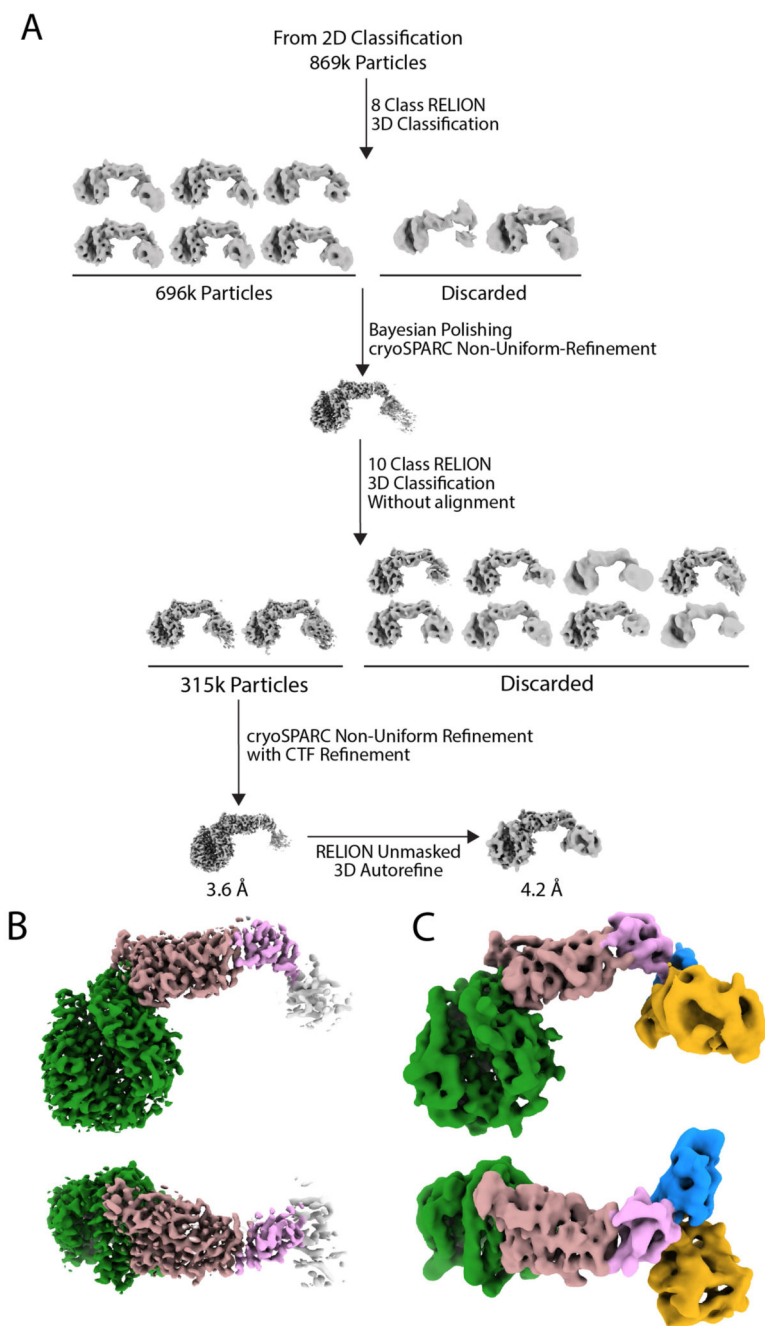 A
From 2D Classification
869k Particles
8 Class RELION
3D Classification
696k Particles
Discarded
Bayesian Polishing
cryoSPARC Non-Uniform-Refinement
10 Class RELION
3D Classification
Without alignment
315k Particles
Discarded
cryoSPARC Non-Uniform Refinement
with CTF Refinement
RELION Unmasked
3D Autorefine
3.6 Å
4.2 Å
B
C